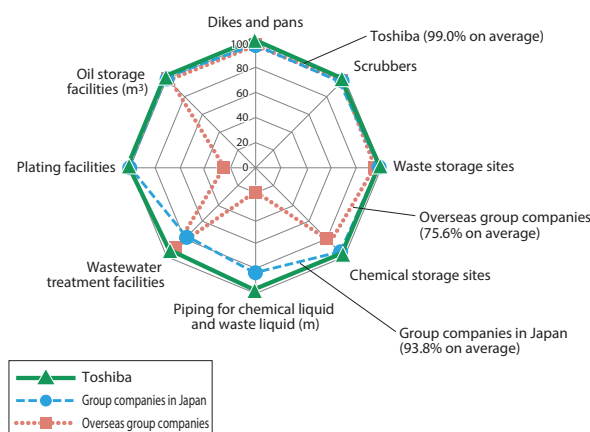 Dikes and pans
100
80
60
40
20
0
Toshiba (99.0% on average)
Scrubbers
Oil storage
facilities (m³)
Plating facilities
Waste storage sites
Overseas group companies
(75.6% on average)
Wastewater
treatment facilities
Chemical storage sites
Piping for chemical liquid
and waste liquid (m)
Group companies in Japan
(93.8% on average)
Toshiba
Group companies in Japan
Overseas group companies